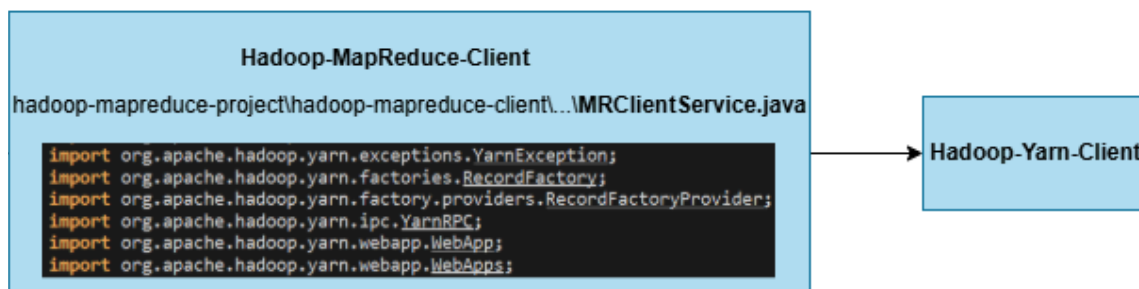 Hadoop-MapReduce-Client
hadoop-mapreduce-project\hadoop-mapreduce-client\...\MRClientService.java
import org.apache.hadoop.yarn.exceptions.YarnException;
import org.apache.hadoop.yarn.factories.RecordFactory;
import org.apache.hadoop.yarn.factory.providers.RecordFactoryProvider;
import org.apache.hadoop.yarn.ipc.YarnRPC;
import org.apache.hadoop.yarn.webapp.WebApp;
import org.apache.hadoop.yarn.webapp.WebApps;
Hadoop-Yarn-Client